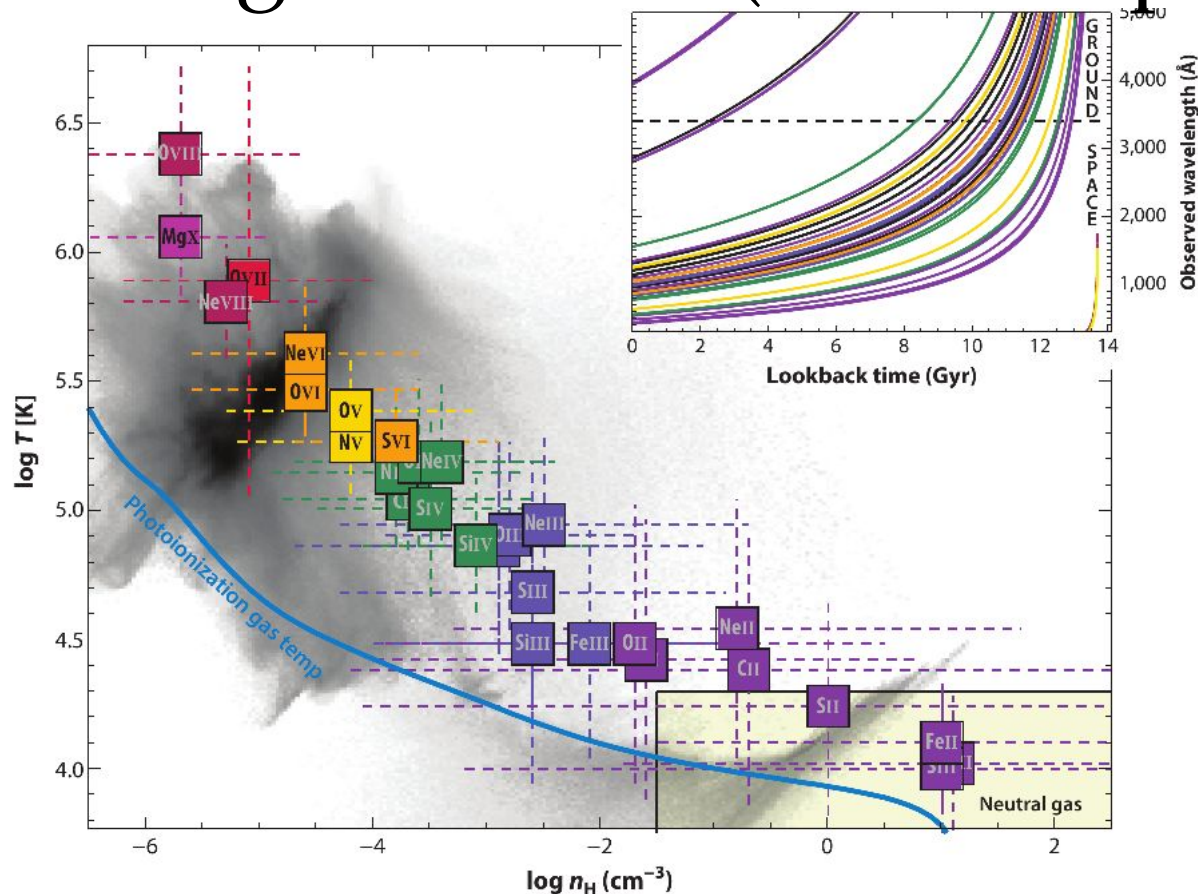 5,000
4,000
3,000
2,000
1,000
GROUND
SPACE
Observed wavelength (Å)
0 2 4 6 8 10 12 14
Lookback time (Gyr)
6.5
6.0
5.5
5.0
4.5
4.0
log T [K]
OVIII
MgX
OVII
NeVIII
NeVI
OVI
OV
NV
SVI
NeIV
SIV
SiIV
NeIII
SIII
SiIII
FeIII
OII
NeII
CII
SII
FeII
Photoionization gas temp
Neutral gas
−6 −4 −2 0 2
log nH (cm−3)